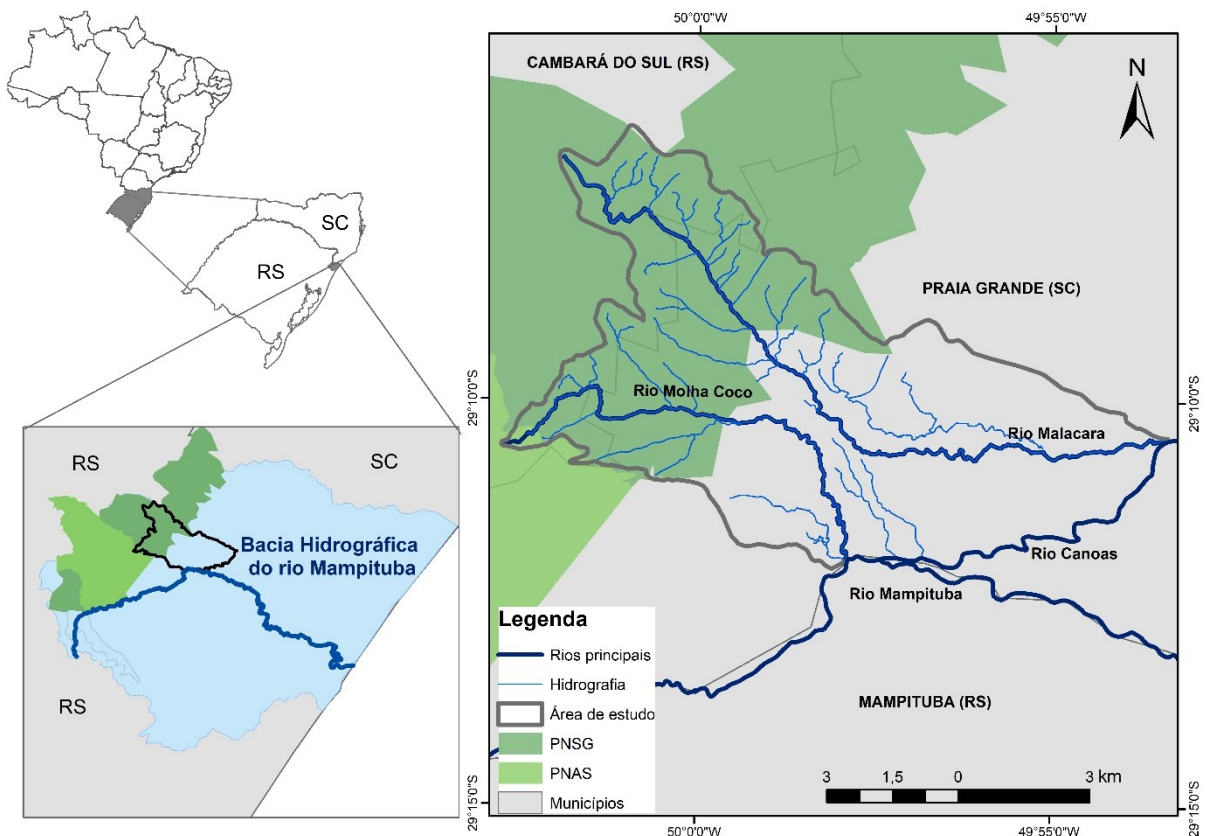 SC
RS
RS
SC
Bacia Hidrográfica
do rio Mampituba
RS
50°0'0"W
49°55'0"W
CAMBARÁ DO SUL (RS)
N
PRAIA GRANDE (SC)
29°10'0"S
29°10'0"S
Rio Molha Coco
Rio Malacara
Rio Canoas
Rio Mampituba
MAMPITUBA (RS)
Legenda
Rios principais
Hidrografia
Área de estudo
PNSG
PNAS
Municípios
3 1,5 0 3 km
29°15'0"S
29°15'0"S
50°0'0"W
49°55'0"W